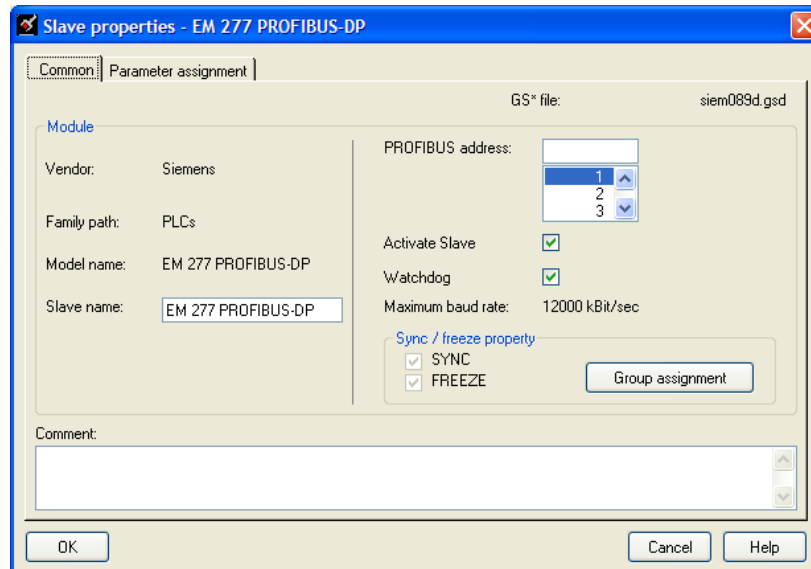 Slave properties - EM 277 PROFIBUS-DP
Common
Parameter assignment
GS* file: siem089d.gsd
Module
Vendor: Siemens
Family path: PLCs
Model name: EM 277 PROFIBUS-DP
Slave name: EM 277 PROFIBUS-DP
PROFIBUS address:
1
2
3
Activate Slave
Watchdog
Maximum baud rate: 12000 kBit/sec
Sync / freeze property
SYNC
FREEZE
Group assignment
Comment:
OK
Cancel
Help